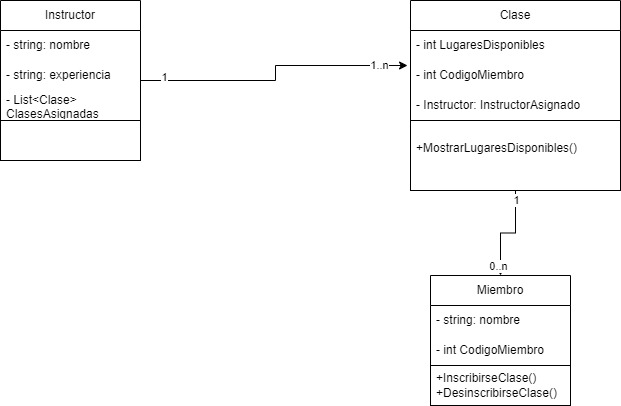 Instructor
- string: nombre
- string: experiencia
- List<Clase>
ClasesAsignadas
1
1..n
Clase
- int LugaresDisponibles
- int CodigoMiembro
- Instructor: InstructorAsignado
+MostrarLugaresDisponibles()
1
0..n
Miembro
- string: nombre
- int CodigoMiembro
+InscribirseClase()
+DesinscribirseClase()